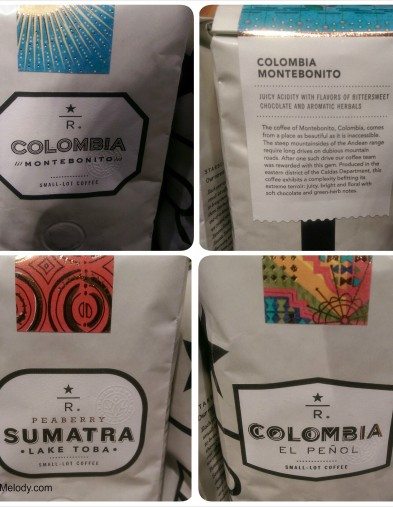 R.
COLOMBIA
MONTEBONITO
SMALL-LOT COFFEE
COLOMBIA
MONTEBONITO
JUICY ACIDITY WITH FLAVORS OF BITTERSWEET
CHOCOLATE AND AROMATIC HERBALS
The coffee of Montebonito, Colombia, comes
from a place as beautiful as it is inaccessible.
The steep mountainsides of the Andean range
require long drives on dubious mountain
roads. After one such drive our coffee team
was rewarded with this gem. Produced in the
eastern district of the Caldas Department, this
coffee exhibits a complexity befitting its
extreme terrain: juicy, bright and floral with
soft chocolate and green-herb notes.
R.
PEABERRY
SUMATRA
• LAKE TOBA •
SMALL-LOT COFFEE
R.
COLOMBIA
EL PEÑOL
SMALL-LOT COFFEE
Melody.com